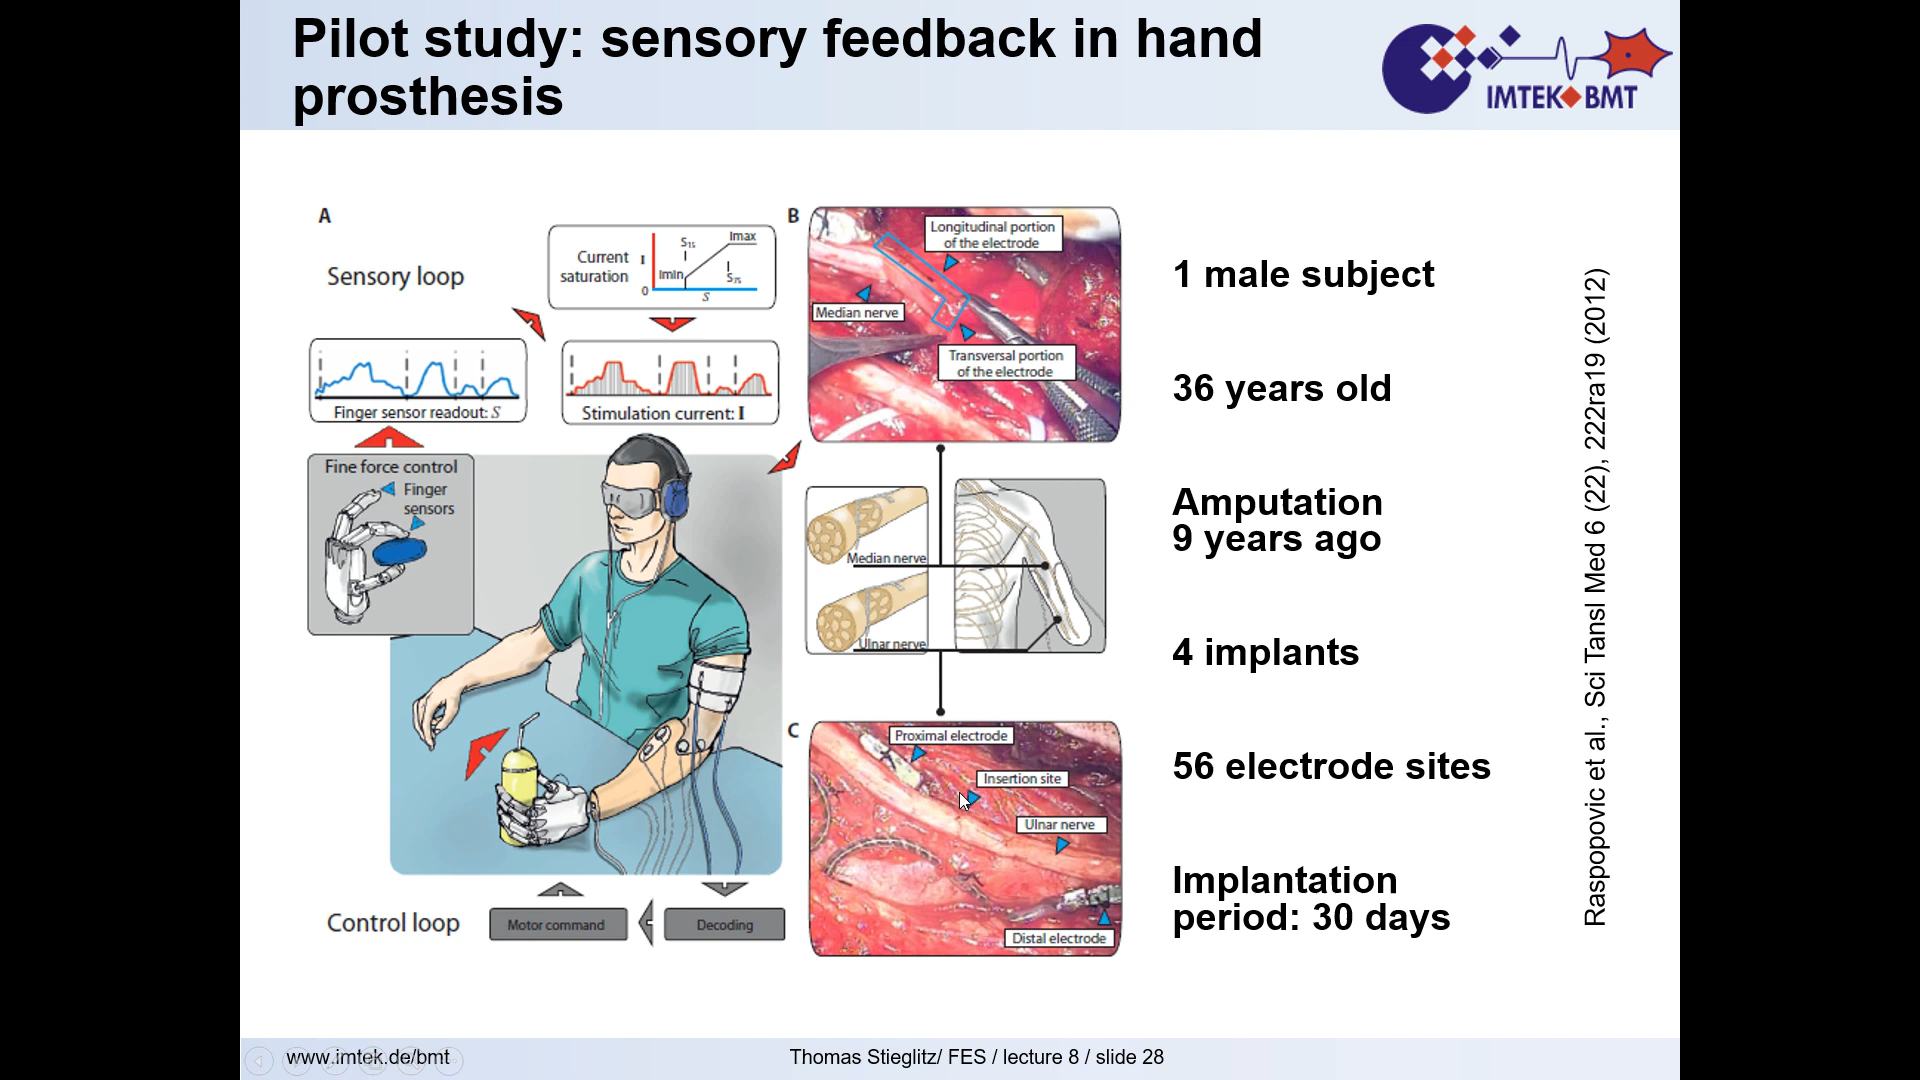 Pilot study: sensory feedback in hand
prosthesis
IMTEK BMT
A
Sensory loop
Current
saturation
I
0
Imin
S15
Imax
S75
S
Finger sensor readout: S
Stimulation current: I
Fine force control
Finger
sensors
Control loop
Motor command
Decoding
B
Longitudinal portion
of the electrode
Median nerve
Transversal portion
of the electrode
Median nerve
Ulnar nerve
C
Proximal electrode
Insertion site
Ulnar nerve
Distal electrode
1 male subject
36 years old
Amputation
9 years ago
4 implants
56 electrode sites
Implantation
period: 30 days
Raspopovic et al., Sci Tansl Med 6 (22), 222ra19 (2012)
www.imtek.de/bmt
Thomas Stieglitz/ FES / lecture 8 / slide 28